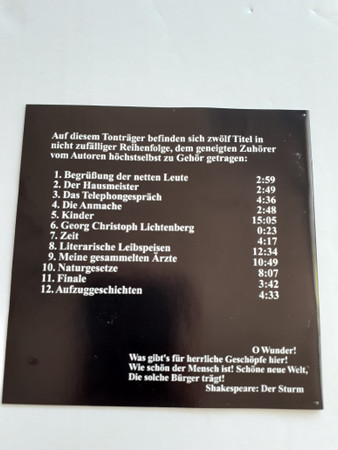 Auf diesem Tonträger befinden sich zwölf Titel in
nicht zufälliger Reihenfolge, dem geneigten Zuhörer
vom Autoren höchstselbst zu Gehör getragen:
1. Begrüßung der netten Leute 2:59
2. Der Hausmeister 2:49
3. Das Telephongespräch 4:36
4. Die Anmache 2:48
5. Kinder 15:05
6. Georg Christoph Lichtenberg 0:23
7. Zeit 4:17
8. Literarische Leibspeisen 12:34
9. Meine gesammelten Ärzte 10:49
10. Naturgesetze 8:07
11. Finale 3:42
12. Aufzuggeschichten 4:33
O Wunder!
Was gibt's für herrliche Geschöpfe hier!
Wie schön der Mensch ist! Schöne neue Welt,
Die solche Bürger trägt!
Shakespeare: Der Sturm